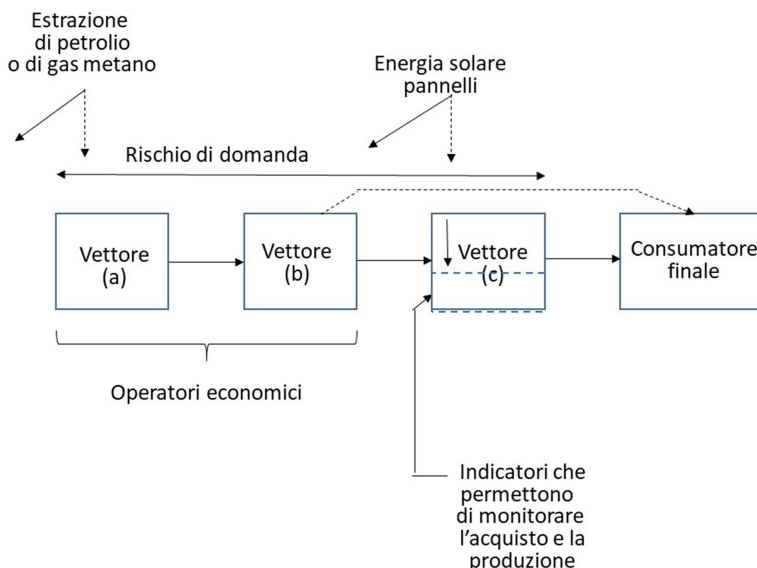 Estrazione
di petrolio
o di gas metano
Energia solare
pannelli
Rischio di domanda
Vettore
(a)
Vettore
(b)
Vettore
(c)
Consumatore
finale
Operatori economici
Indicatori che
permettono
di monitorare
l’acquisto e la
produzione